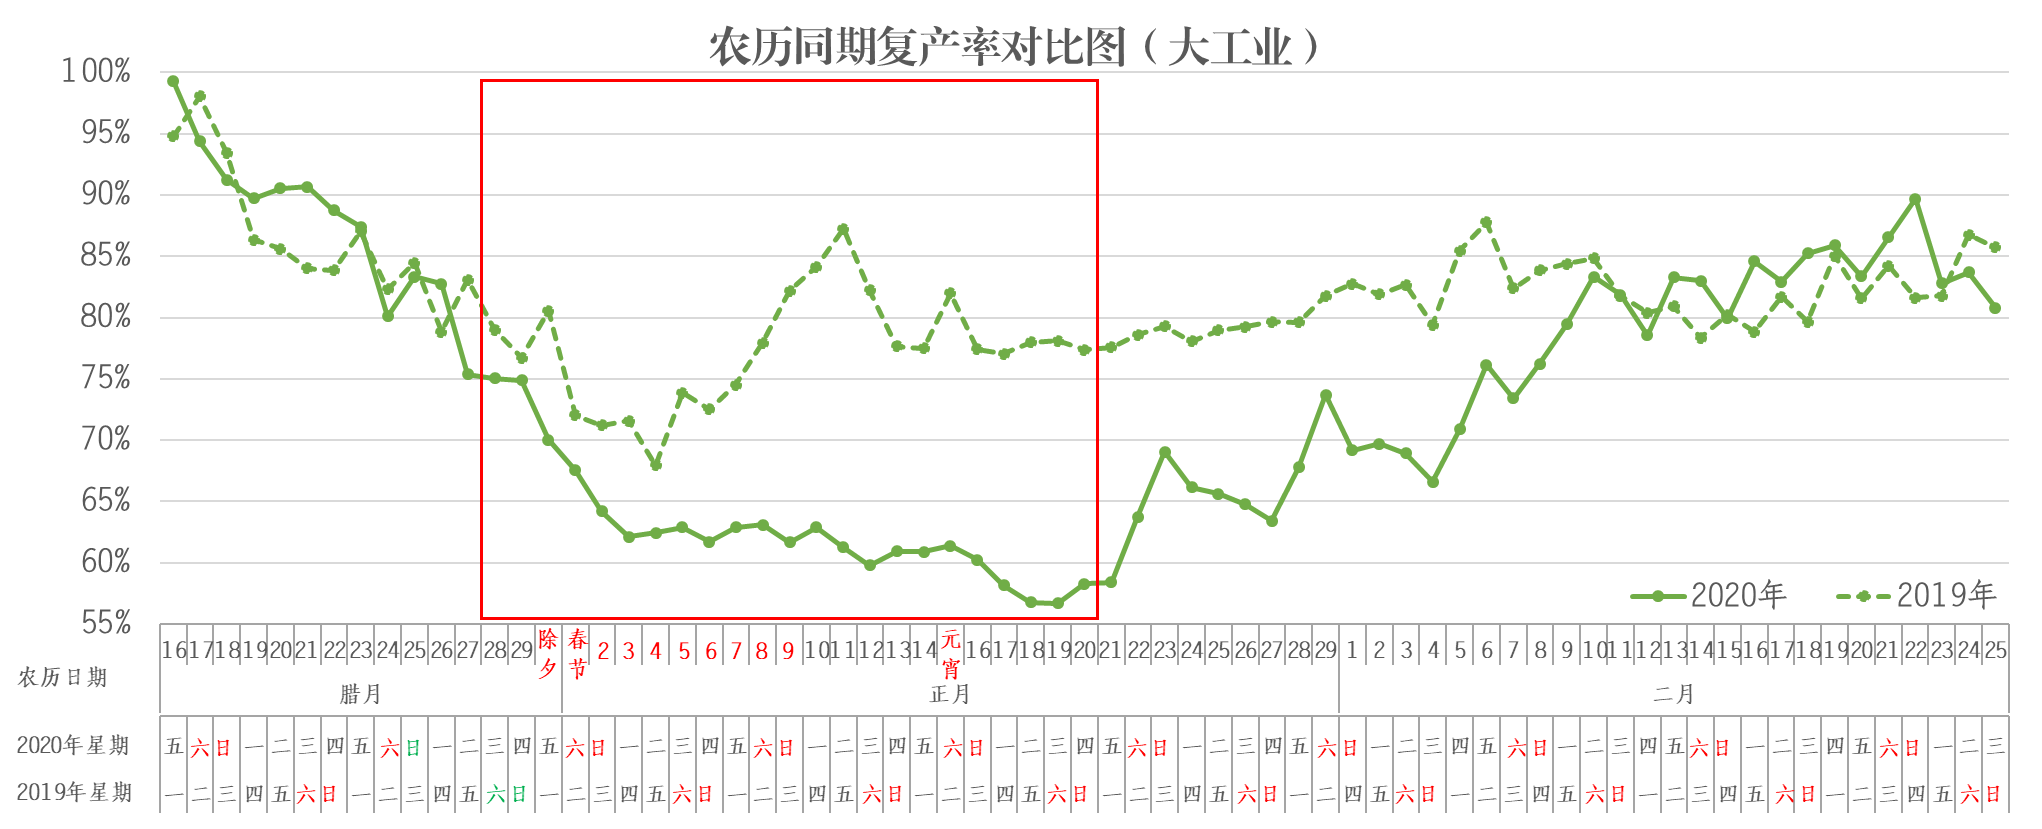 农历同期复产率对比图（大工业）
100%
95%
90%
85%
80%
75%
70%
65%
60%
55%
2020年 2019年
农历日期
16 17 18 19 20 21 22 23 24 25 26 27 28 29 除夕 春节 2 3 4 5 6 7 8 9 10 11 12 13 14 元宵 16 17 18 19 20 21 22 23 24 25 26 27 28 29 1 2 3 4 5 6 7 8 9 10 11 12 13 14 15 16 17 18 19 20 21 22 23 24 25
腊月 正月 二月
2020年星期 五 六 日 一 二 三 四 五 六 日 一 二 三 四 五 六 日 一 二 三 四 五 六 日 一 二 三 四 五 六 日 一 二 三 四 五 六 日 一 二 三 四 五 六 日 一 二 三 四 五 六 日 一 二 三 四 五 六 日 一 二 三 四 五 六 日 一 二 三
2019年星期 一 二 三 四 五 六 日 一 二 三 四 五 六 日 一 二 三 四 五 六 日 一 二 三 四 五 六 日 一 二 三 四 五 六 日 一 二 三 四 五 六 日 一 二 四 五 六 日 一 二 三 四 五 六 日 一 二 三 四 五 六 日 一 二 三 四 五 六 日